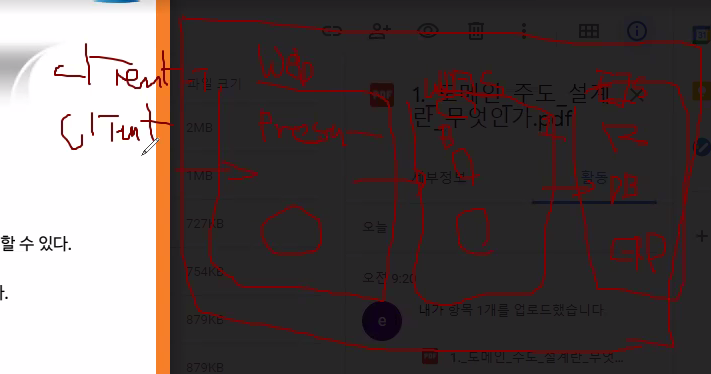 client
client
Web
파일 크기
1._도메인_주도_설계
란_무엇인가.pdf
2MB
세부정보
활동
1MB
DB
727KB
오늘
할 수 있다.
754KB
오전 9:20
다.
e
내가 항목 1개를 업로드했습니다.
879KB
1._도메인_주도_설계란_무엇...
879KB